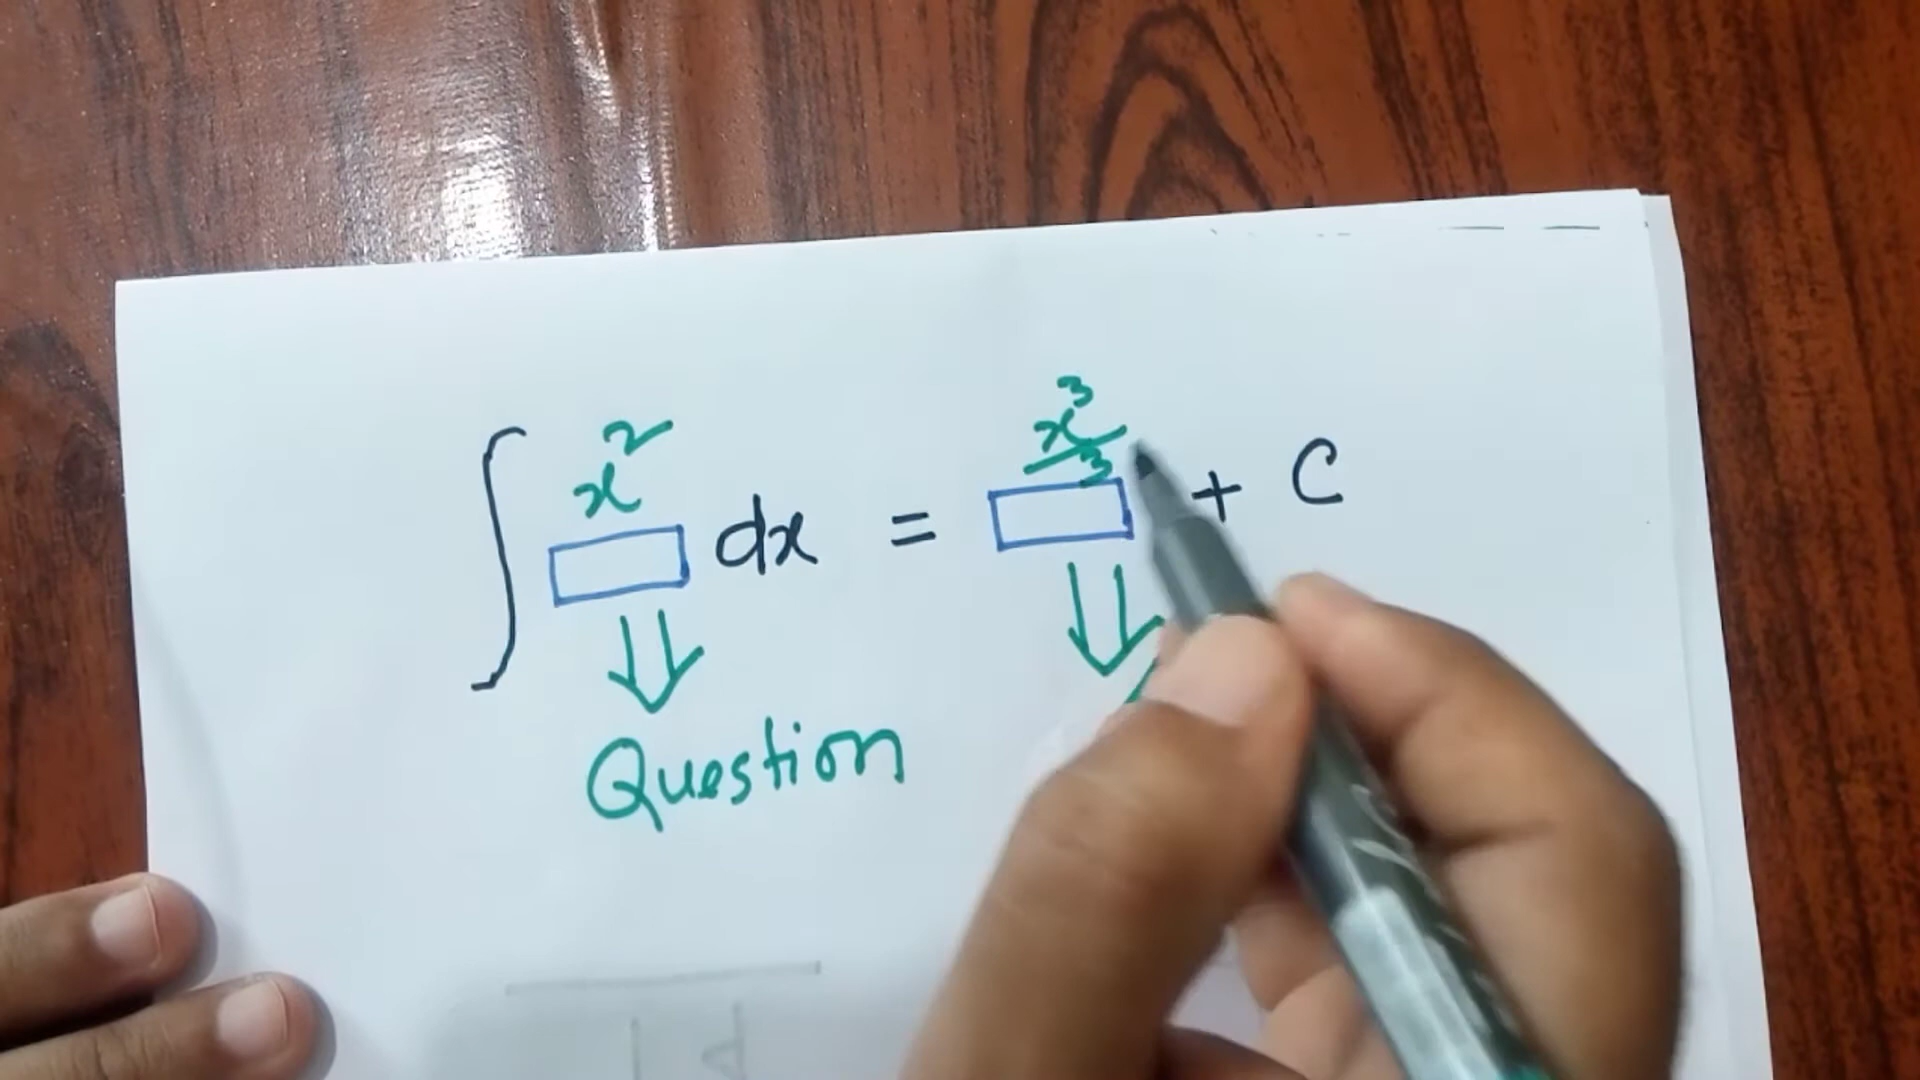 ∫ x² dx = x³/3 + C
Question